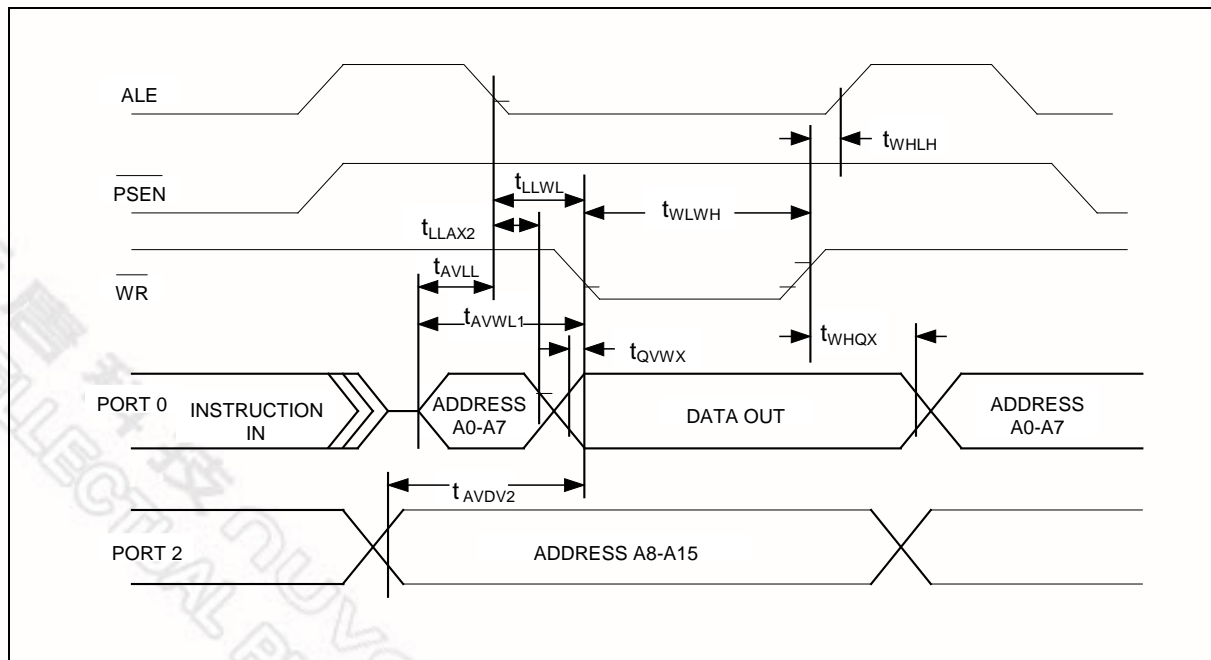 ALE
tWHLH
PSEN
tLLWL
tWLWH
tLLAX2
tAVLL
WR
tAVWL1
tWHQX
tQVWX
PORT 0
INSTRUCTION
IN
ADDRESS
A0-A7
DATA OUT
ADDRESS
A0-A7
tAVDV2
PORT 2
ADDRESS A8-A15